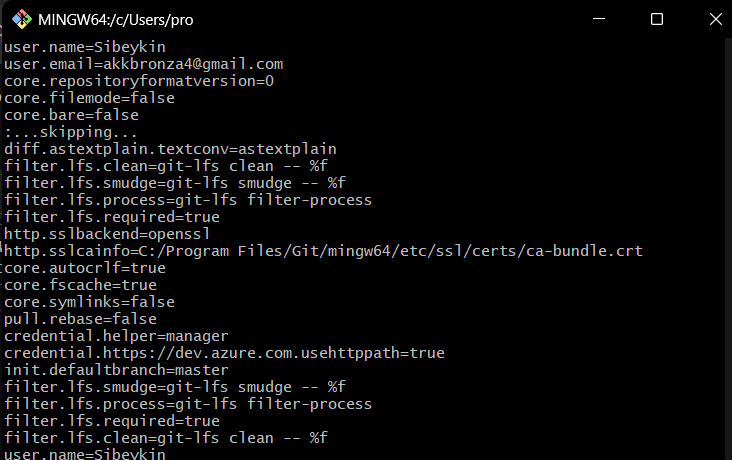 MINGW64:/c/Users/pro
user.name=Sibeykin
user.email=akkbronza4@gmail.com
core.repositoryformatversion=0
core.filemode=false
core.bare=false
:...skipping...
diff.astextplain.textconv=astextplain
filter.lfs.clean=git-lfs clean -- %f
filter.lfs.smudge=git-lfs smudge -- %f
filter.lfs.process=git-lfs filter-process
filter.lfs.required=true
http.sslbackend=openssl
http.sslcainfo=C:/Program Files/Git/mingw64/etc/ssl/certs/ca-bundle.crt
core.autocrlf=true
core.fscache=true
core.symlinks=false
pull.rebase=false
credential.helper=manager
credential.https://dev.azure.com.usehttppath=true
init.defaultbranch=master
filter.lfs.smudge=git-lfs smudge -- %f
filter.lfs.process=git-lfs filter-process
filter.lfs.required=true
filter.lfs.clean=git-lfs clean -- %f
user.name=Sibeykin